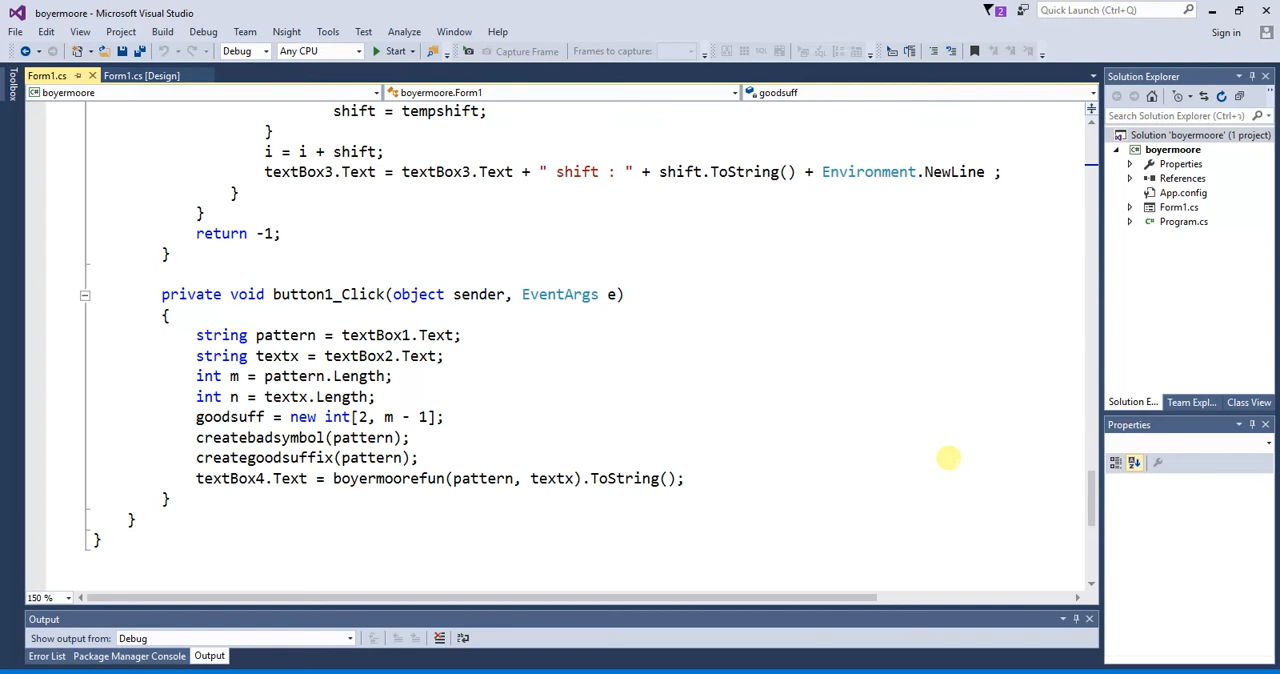 boyermoore - Microsoft Visual Studio
2
Quick Launch (Ctrl+Q)
File Edit View Project Build Debug Team Nsight Tools Test Analyze Window Help
Sign in
Debug Any CPU Start Capture Frame Frames to capture:
Toolbox
Form1.cs Form1.cs [Design]
boyermoore boyermoore.Form1 goodsuff
shift = tempshift;
}
i = i + shift;
textBox3.Text = textBox3.Text + " shift : " + shift.ToString() + Environment.NewLine ;
}
}
return -1;
}
private void button1_Click(object sender, EventArgs e)
{
string pattern = textBox1.Text;
string textx = textBox2.Text;
int m = pattern.Length;
int n = textx.Length;
goodsuff = new int[2, m - 1];
createbadsymbol(pattern);
creategoodsuffix(pattern);
textBox4.Text = boyermoorefun(pattern, textx).ToString();
}
}
}
150 %
Solution Explorer
Search Solution Explorer (Ctrl+
Solution 'boyermoore' (1 project)
boyermoore
Properties
References
App.config
Form1.cs
Program.cs
Solution E... Team Expl... Class View
Properties
Output
Show output from: Debug
Error List Package Manager Console Output